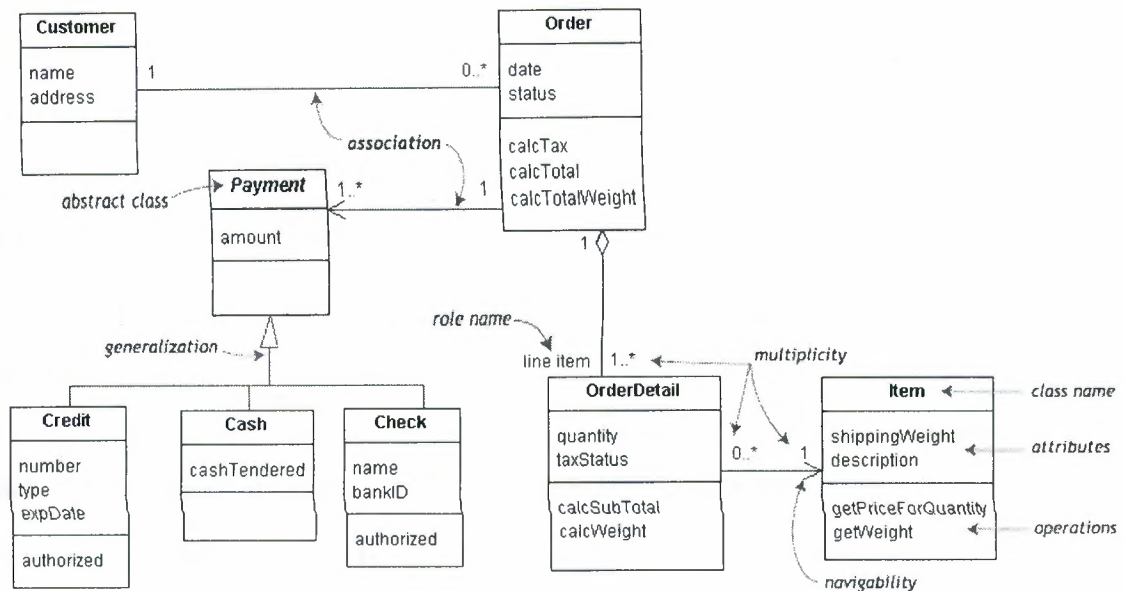 Customer
name
address
1
0..*
Order
date
status
calcTax
calcTotal
calcTotalWeight
association
abstract class
Payment
amount
1..*
1
1
generalization
role name
line item
1..*
multiplicity
Credit
number
type
expDate
authorized
Cash
cashTendered
Check
name
bankID
authorized
OrderDetail
quantity
taxStatus
calcSubTotal
calcWeight
0..*
1
Item
shippingWeight
description
getPriceForQuantity
getWeight
class name
attributes
operations
navigability